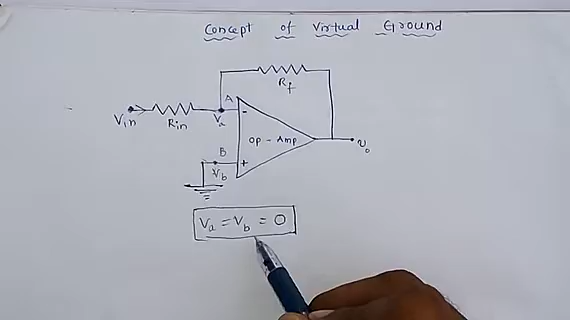 Concept of Virtual Ground
Rf
A
Vin
Rin
Va
-
OP-Amp
Vo
B
Vb
+
Va = Vb = 0